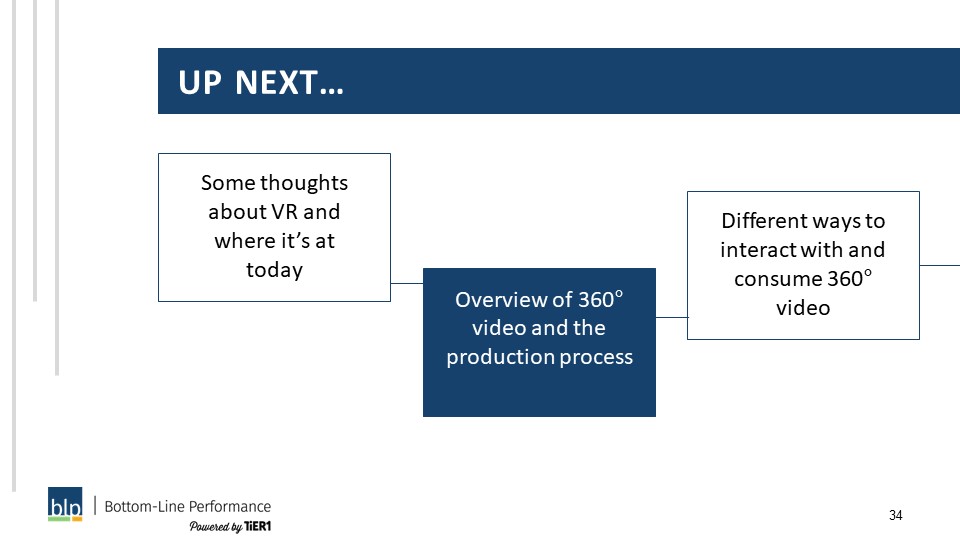 UP NEXT…
Some thoughts
about VR and
where it’s at
today
Overview of 360°
video and the
production process
Different ways to
interact with and
consume 360°
video
blp
Bottom-Line Performance
Powered by TiER1
34